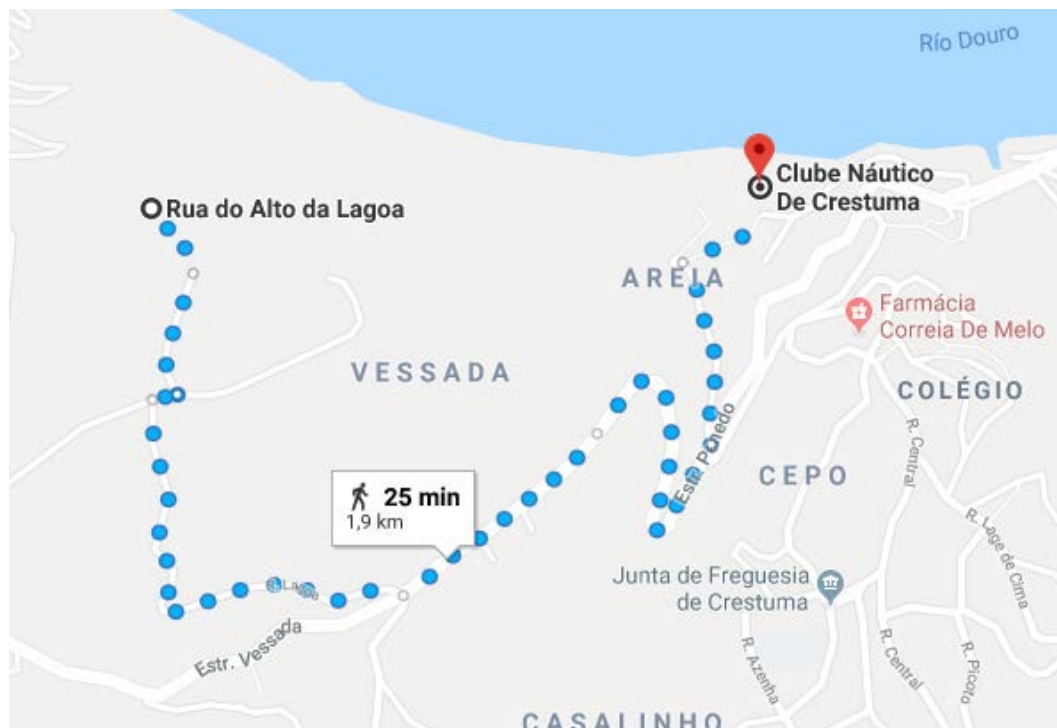 Río Douro
Clube Náutico
De Crestuma
Rua do Alto da Lagoa
AREIA
Farmácia
Correia De Melo
VESSADA
COLÉGIO
Estr. Penedo
R. Central
CEPO
25 min
1,9 km
R. Lage de Cima
Junta de Freguesia
de Crestuma
R. Lagoa
Estr. Vessada
R. Azenha
R. Central
R. Picoto
CASALINHO